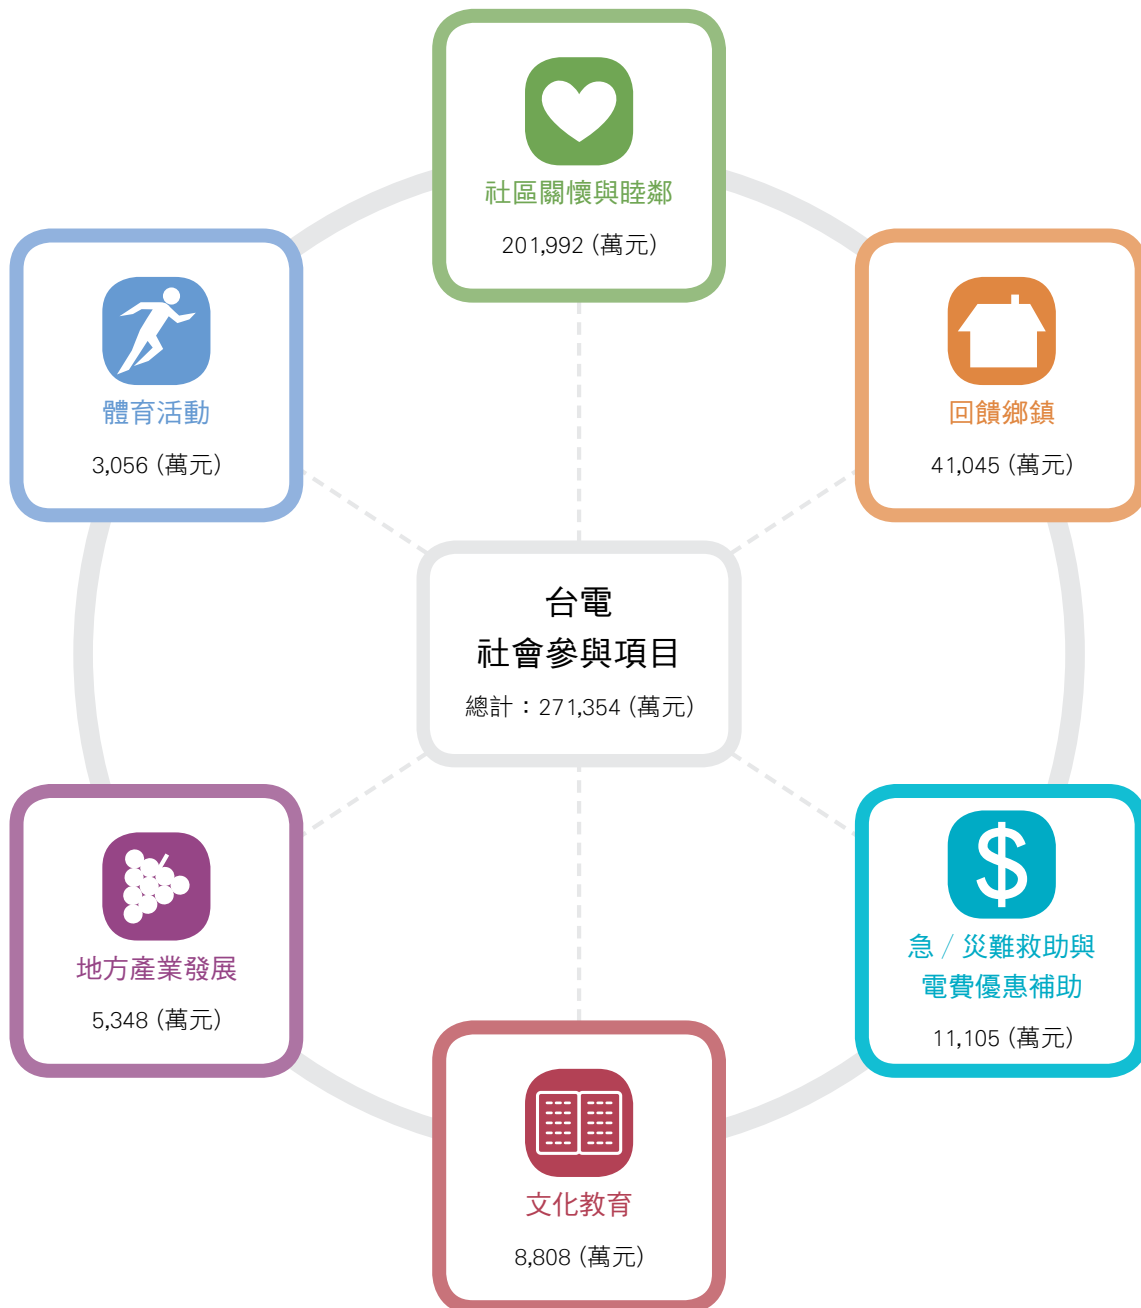 社區關懷與睦鄰
201,992 (萬元)
體育活動
3,056 (萬元)
回饋鄉鎮
41,045 (萬元)
台電
社會參與項目
總計：271,354 (萬元)
地方產業發展
5,348 (萬元)
急 / 災難救助與
電費優惠補助
11,105 (萬元)
文化教育
8,808 (萬元)